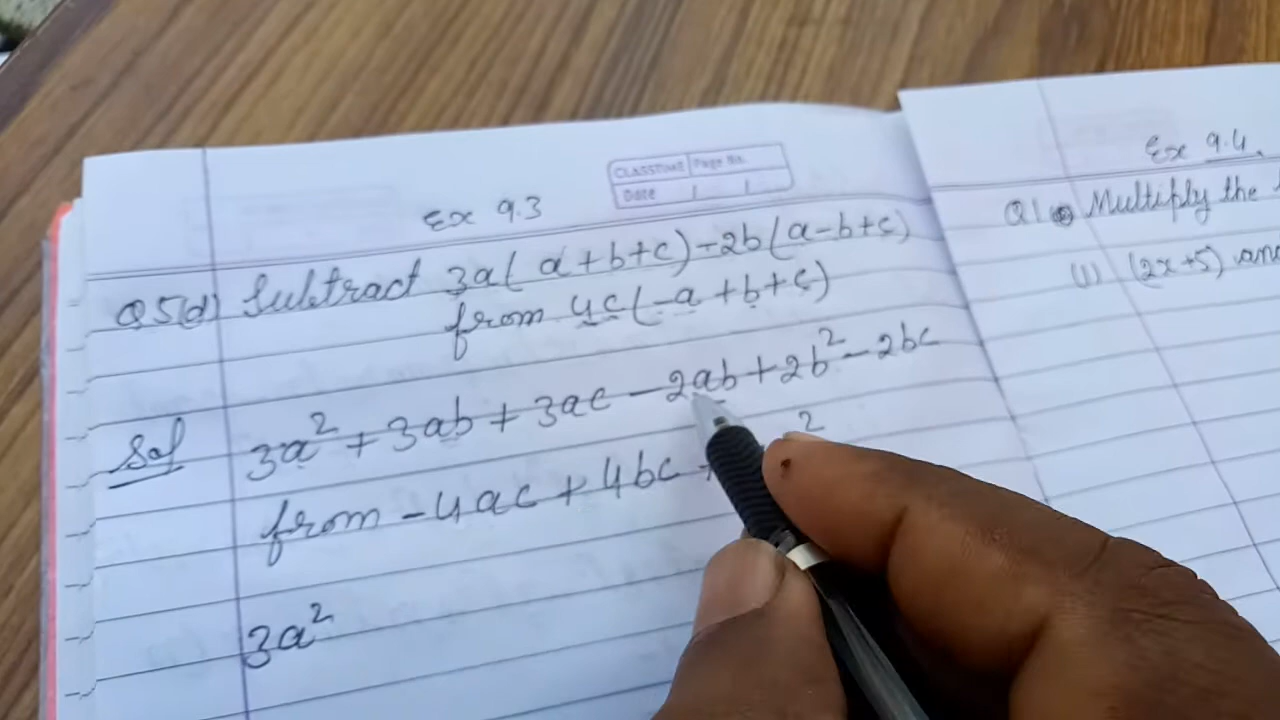 CLASSTIME Page No.
Date / /
Ex 9.3
Q5(d) Subtract 3a(a+b+c)-2b(a-b+c)
from 4c(-a+b+c)
Sol 3a²+3ab+3ac-2ab+2b²-2bc
from -4ac+4bc
3a²
Ex 9.4.
Q1 Multiply the
(1) (2x+5) and